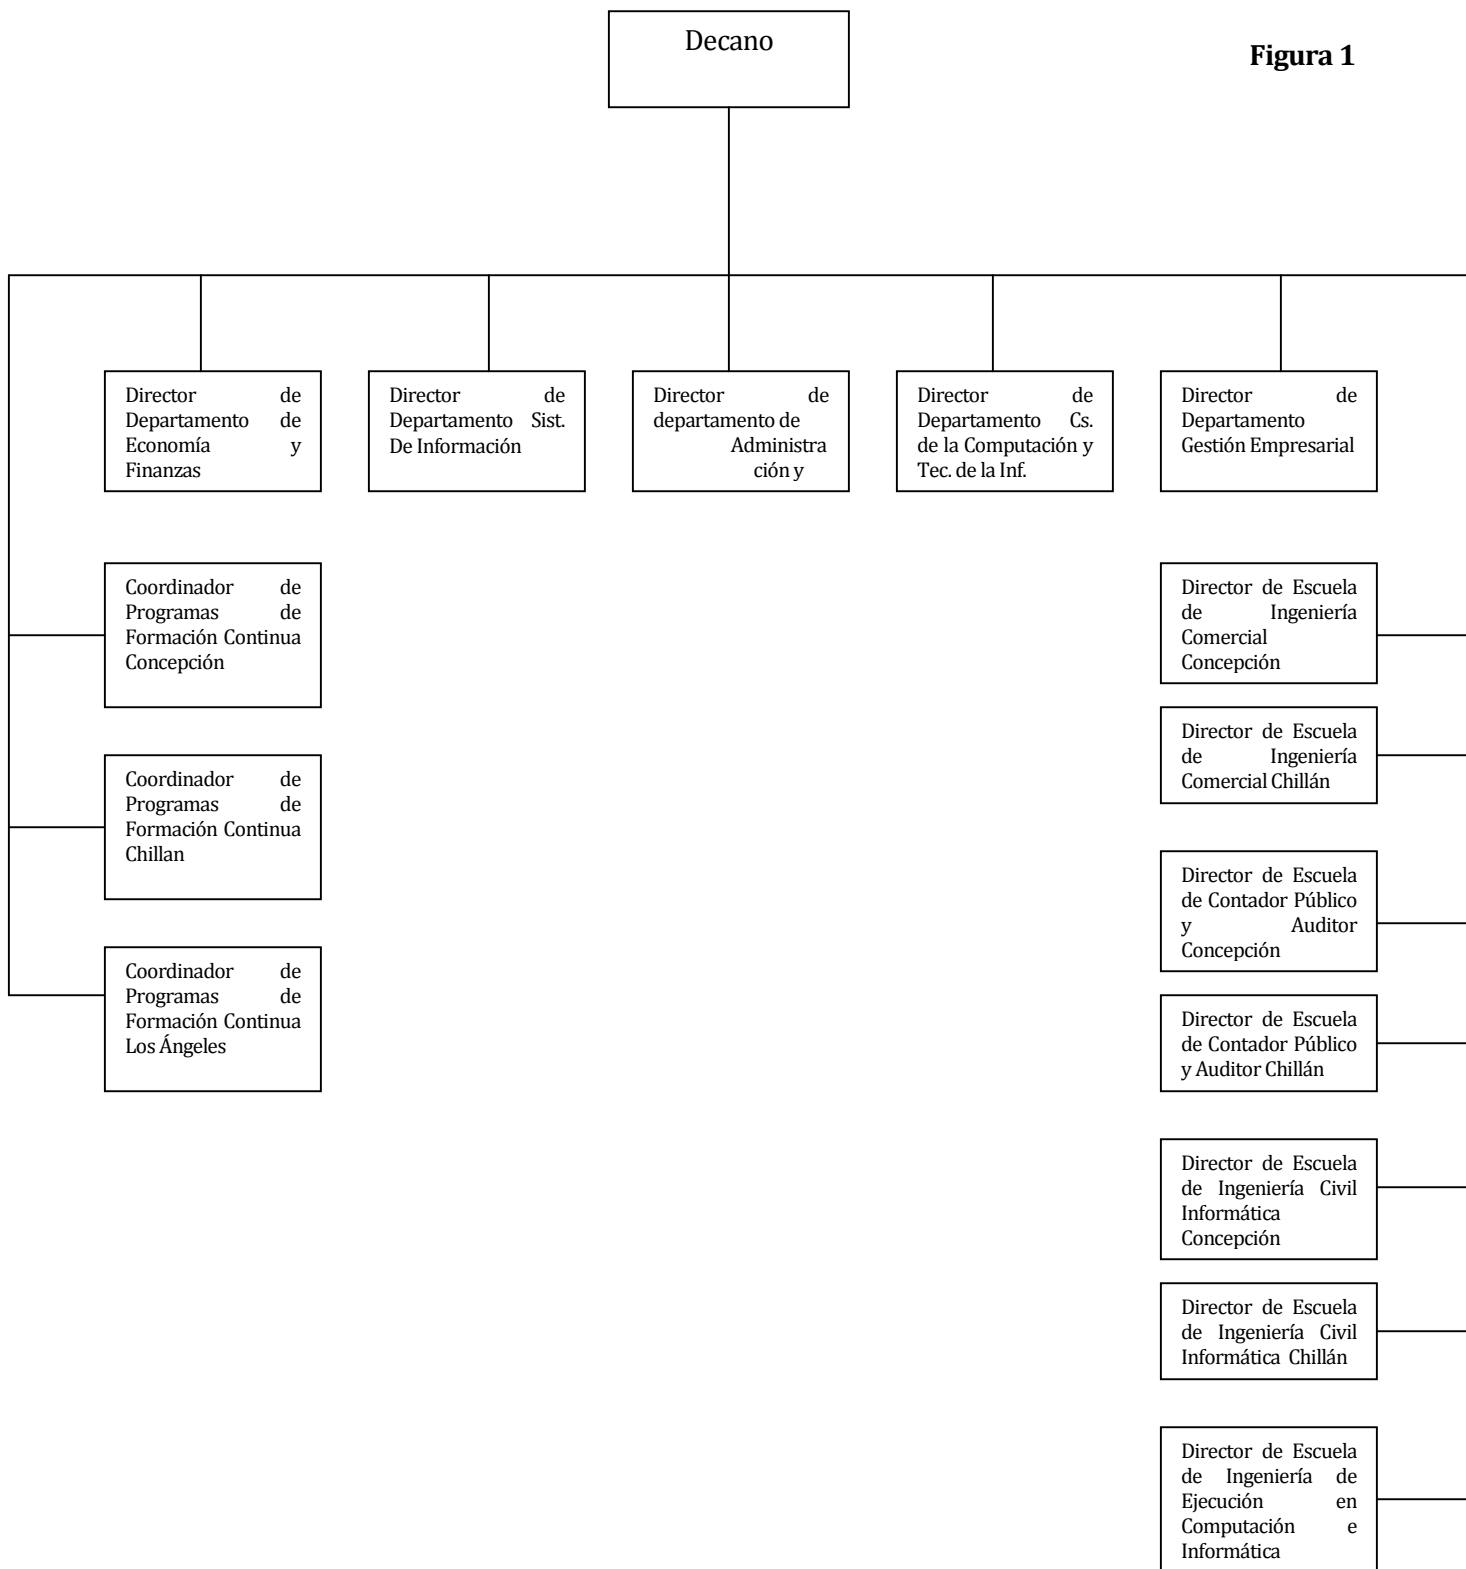 Decano
Figura 1
Director de
Departamento de
Economía y
Finanzas
Director de
Departamento Sist.
De Información
Director de
departamento de
Administra
ción y
Director de
Departamento Cs.
de la Computación y
Tec. de la Inf.
Director de
Departamento
Gestión Empresarial
Coordinador de
Programas de
Formación Continua
Concepción
Coordinador de
Programas de
Formación Continua
Chillan
Coordinador de
Programas de
Formación Continua
Los Ángeles
Director de Escuela
de Ingeniería
Comercial
Concepción
Director de Escuela
de Ingeniería
Comercial Chillán
Director de Escuela
de Contador Público
y Auditor
Concepción
Director de Escuela
de Contador Público
y Auditor Chillán
Director de Escuela
de Ingeniería Civil
Informática
Concepción
Director de Escuela
de Ingeniería Civil
Informática Chillán
Director de Escuela
de Ingeniería de
Ejecución en
Computación e
Informática